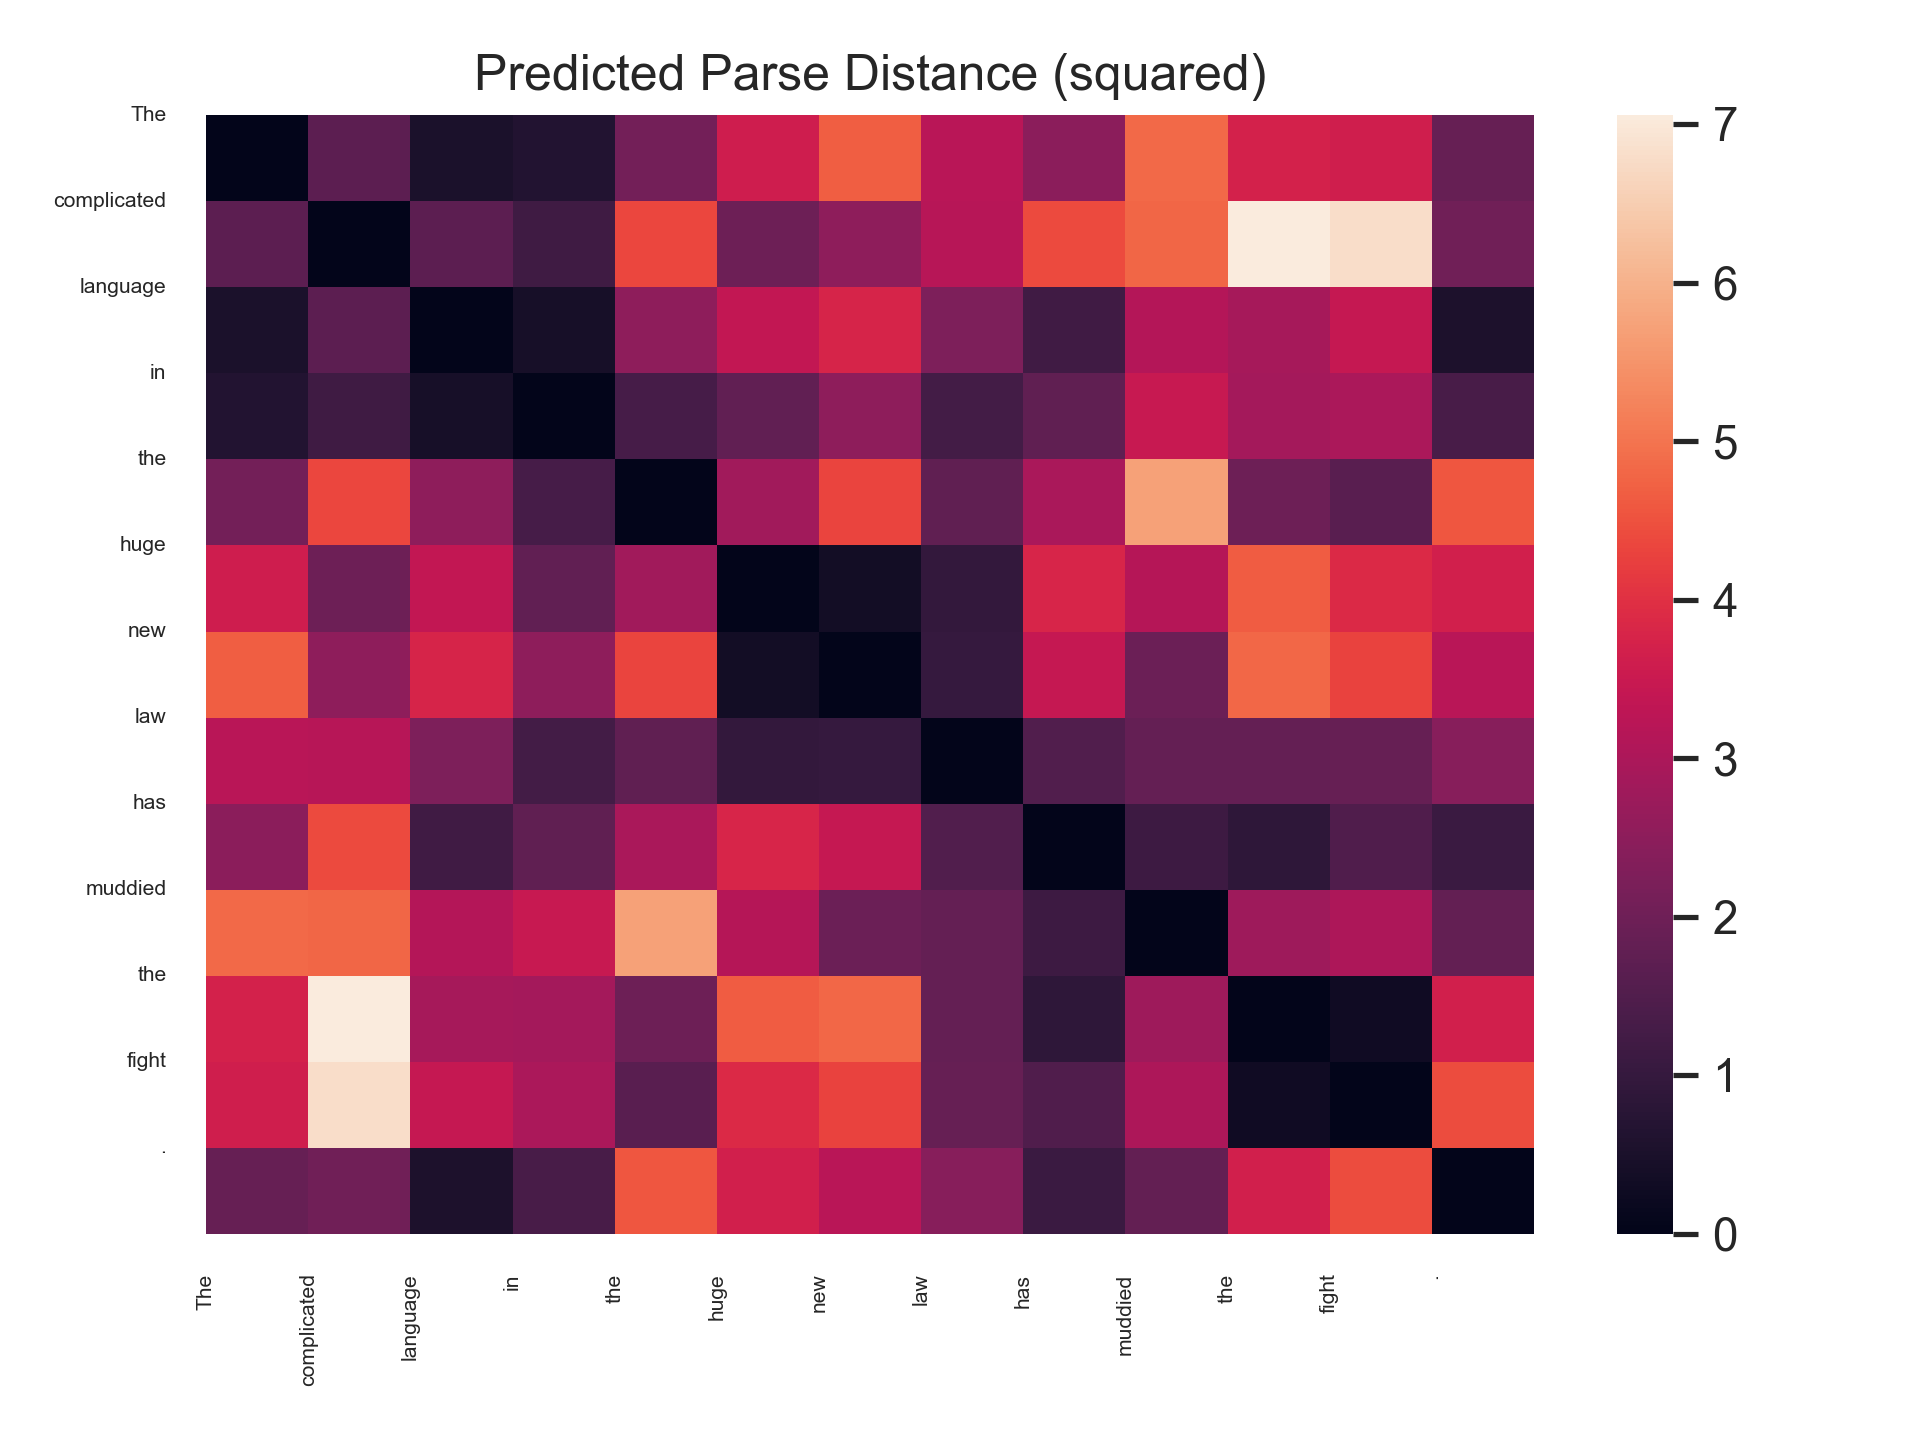 Predicted Parse Distance (squared)
The
complicated
language
in
the
huge
new
law
has
muddied
the
fight
.
The
complicated
language
in
the
huge
new
law
has
muddied
the
fight
.
7
6
5
4
3
2
1
0